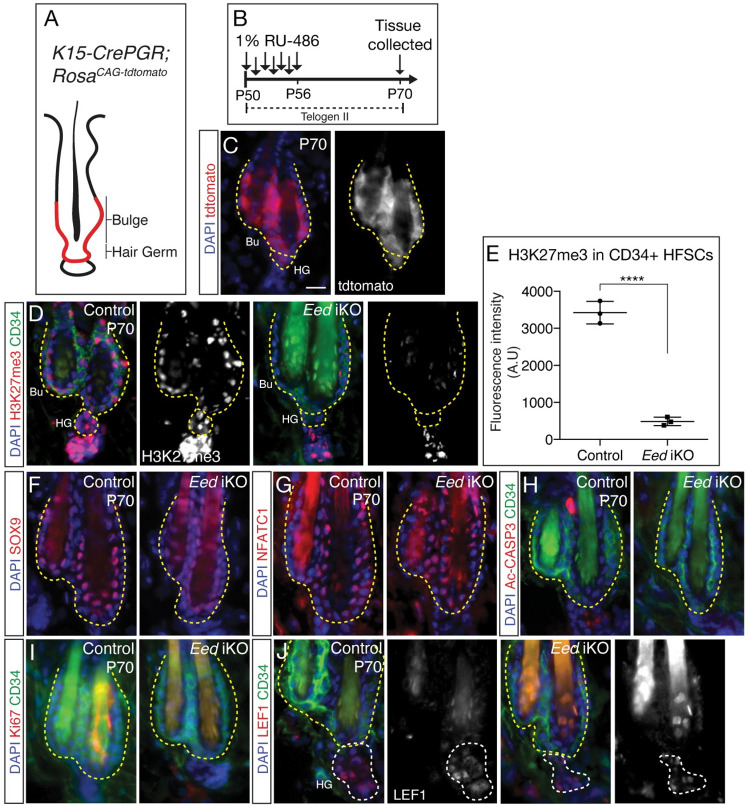 A
K15-CrePGR;
RosaCAG-tdtomato
Bulge
Hair Germ
B
1% RU-486
Tissue
collected
P50
P56
P70
Telogen II
C
P70
DAPI tdtomato
Bu
HG
tdtomato
D
Control
P70
Eed iKO
DAPI H3K27me3 CD34
Bu
HG
H3K27me3
Bu
HG
E
H3K27me3 in CD34+ HFSCs
****
Fluorescence intensity
(A.U)
4000
3000
2000
1000
0
Control
Eed iKO
F
Control
P70
Eed iKO
DAPI SOX9
G
Control
P70
Eed iKO
DAPI NFATC1
H
Control
P70
Eed iKO
DAPI Ac-CASP3 CD34
I
Control
P70
Eed iKO
DAPI Ki67 CD34
J
Control
P70
Eed iKO
DAPI LEF1 CD34
HG
LEF1